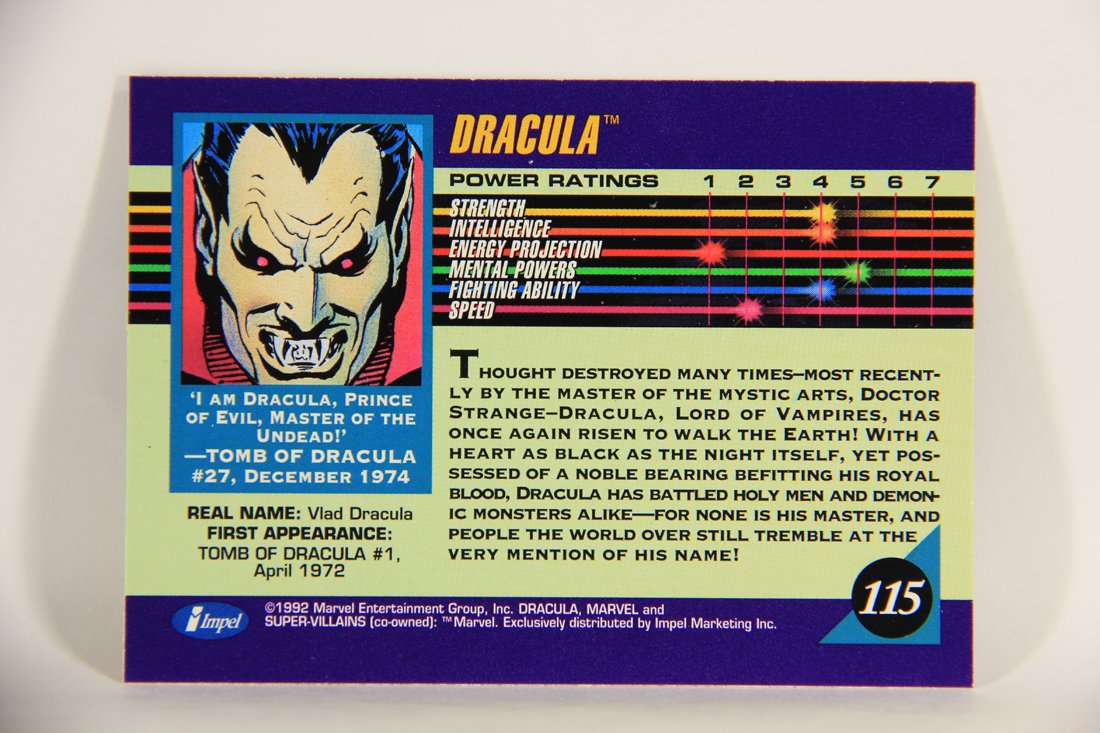 DRACULA™
POWER RATINGS 1 2 3 4 5 6 7
STRENGTH
INTELLIGENCE
ENERGY PROJECTION
MENTAL POWERS
FIGHTING ABILITY
SPEED
‘I AM DRACULA, PRINCE
OF EVIL, MASTER OF THE
UNDEAD!’
—TOMB OF DRACULA
#27, DECEMBER 1974
REAL NAME: Vlad Dracula
FIRST APPEARANCE:
TOMB OF DRACULA #1,
April 1972
THOUGHT DESTROYED MANY TIMES—MOST RECENT-
LY BY THE MASTER OF THE MYSTIC ARTS, DOCTOR
STRANGE—DRACULA, LORD OF VAMPIRES, HAS
ONCE AGAIN RISEN TO WALK THE EARTH! WITH A
HEART AS BLACK AS THE NIGHT ITSELF, YET POS-
SESSED OF A NOBLE BEARING BEFITTING HIS ROYAL
BLOOD, DRACULA HAS BATTLED HOLY MEN AND DEMON-
IC MONSTERS ALIKE—FOR NONE IS HIS MASTER, AND
PEOPLE THE WORLD OVER STILL TREMBLE AT THE
VERY MENTION OF HIS NAME!
115
i Impel
©1992 Marvel Entertainment Group, Inc. DRACULA, MARVEL and
SUPER-VILLAINS (co-owned): ™Marvel. Exclusively distributed by Impel Marketing Inc.